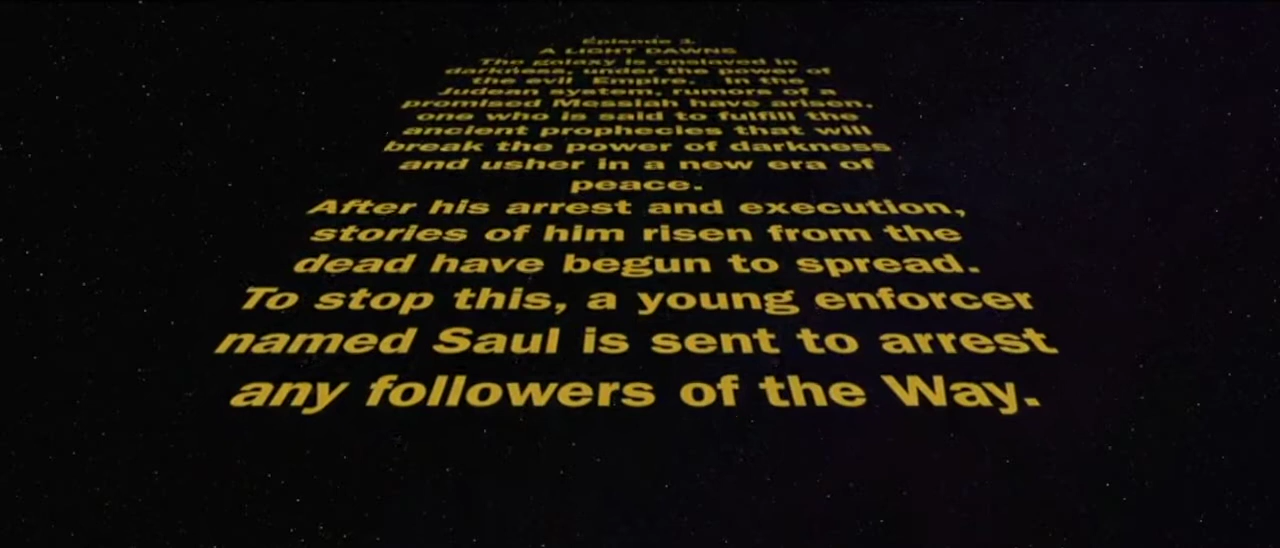 Episode 1
A LIGHT DAWNS
The galaxy is enslaved in
darkness, under the power of
the evil Empire. In the
Judean system, rumors of a
promised Messiah have arisen,
one who is said to fulfill the
ancient prophecies that will
break the power of darkness
and usher in a new era of
peace.
After his arrest and execution,
stories of him risen from the
dead have begun to spread.
To stop this, a young enforcer
named Saul is sent to arrest
any followers of the Way.